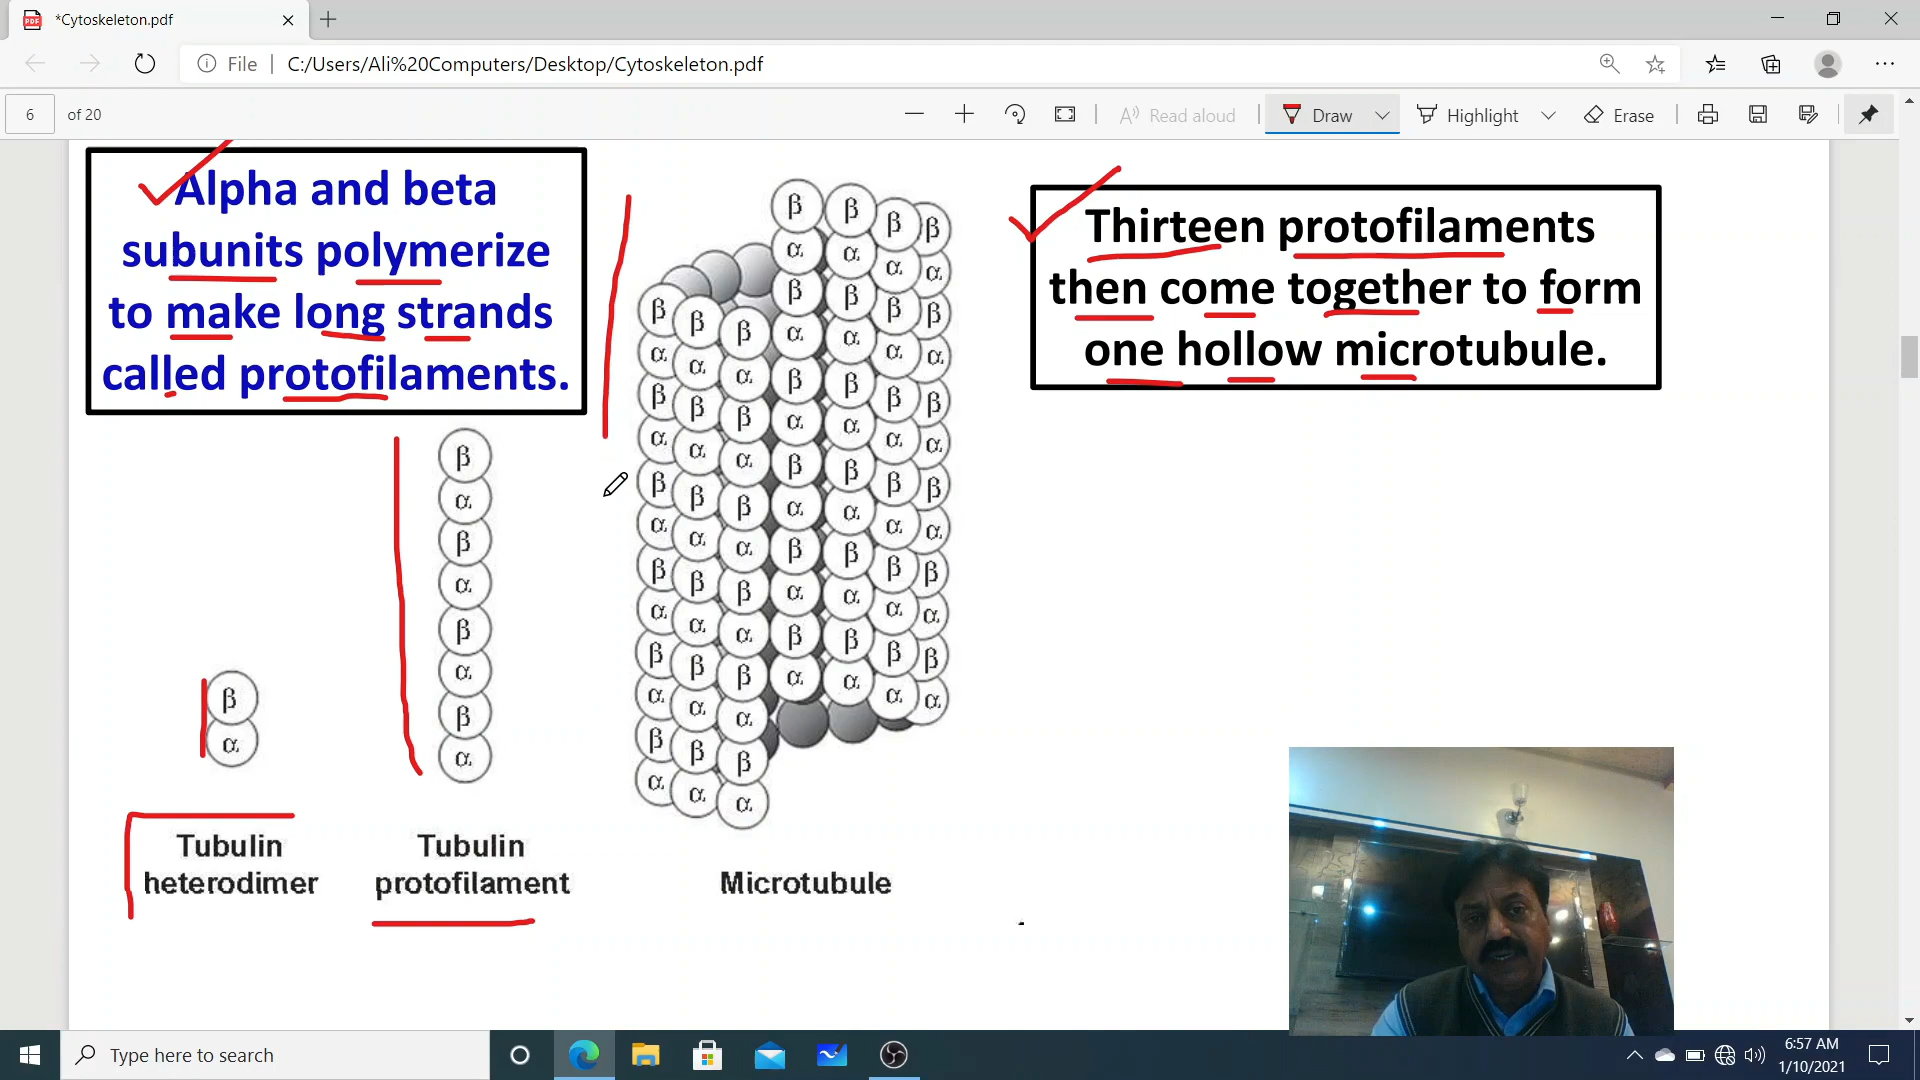 *Cytoskeleton.pdf
File
C:/Users/Ali%20Computers/Desktop/Cytoskeleton.pdf
6 of 20
Read aloud
Draw
Highlight
Erase
Alpha and beta
subunits polymerize
to make long strands
called protofilaments.
Thirteen protofilaments
then come together to form
one hollow microtubule.
β
α
Tubulin
heterodimer
β
α
β
α
β
α
β
α
Tubulin
protofilament
Microtubule
Type here to search
6:57 AM
1/10/2021